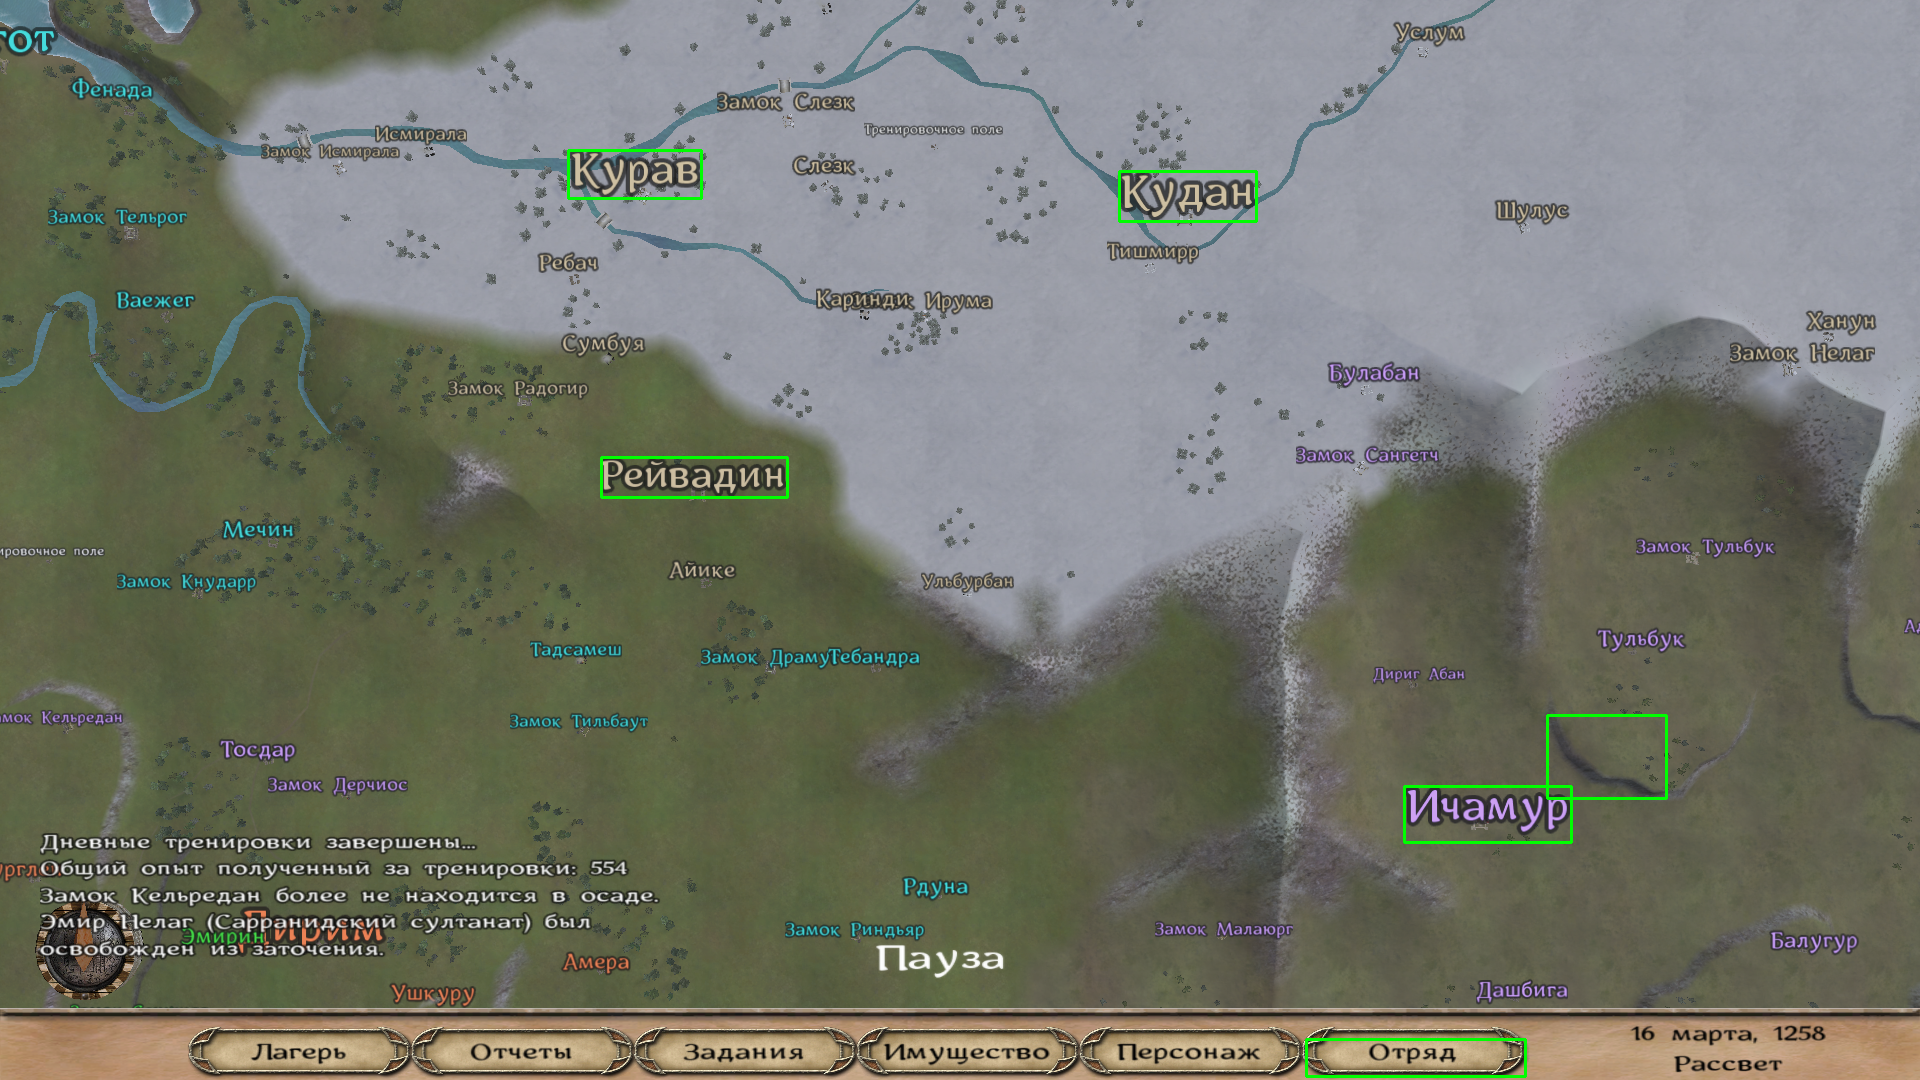 Услум
Фенада
Замок Слезк
Тренировочное поле
Исмирала
Замок Исмирала
Курав
Слезк
Кудан
Шулус
Замок Тельрог
Тишмирр
Ребач
Ваежег
Каринди
Ирума
Ханун
Сумбуя
Замок Нелаг
Замок Радогир
Булабан
Замок Сангетч
Рейвадин
Мечин
Замок Тульбук
Айике
Замок Кнударр
Ульбурбан
Тульбук
Тадсамеш
Замок Драму
Тебандра
Дириг Абан
Замок Тильбаут
Тосдар
Замок Дерчиос
Ичамур
Дневные тренировки завершены...
Общий опыт полученный за тренировки: 554
Замок Кельредан более не находится в осаде.
Эмир Нелаг (Сарранидский султанат) был
освобожден из заточения.
Эмирин
Рдуна
Замок Риндьяр
Замок Малаюрг
Балугур
Пауза
Амера
Ушкуру
Дашбига
Лагерь
Отчеты
Задания
Имущество
Персонаж
Отряд
16 марта, 1258
Рассвет